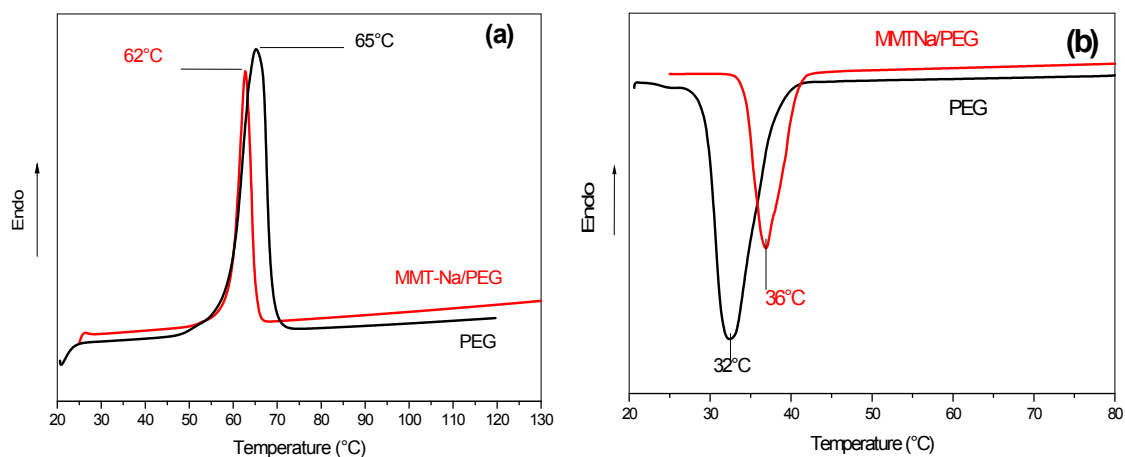 (a)
65°C
62°C
Endo
MMT-Na/PEG
PEG
20 30 40 50 60 70 80 90 100 110 120 130
Temperature (°C)
(b)
MMTNa/PEG
PEG
Endo
36°C
32°C
20 30 40 50 60 70 80
Temperature (°C)